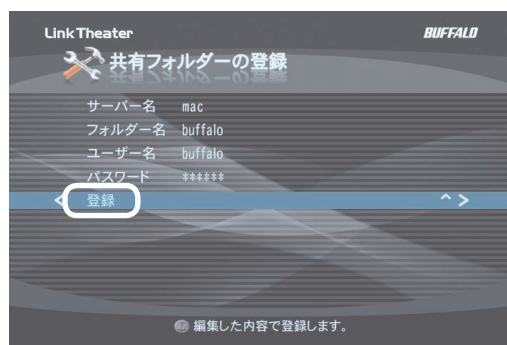 LinkTheater
BUFFALO
共有フォルダーの登録
サーバー名 mac
フォルダー名 buffalo
ユーザー名 buffalo
パスワード ******
登録
編集した内容で登録します。